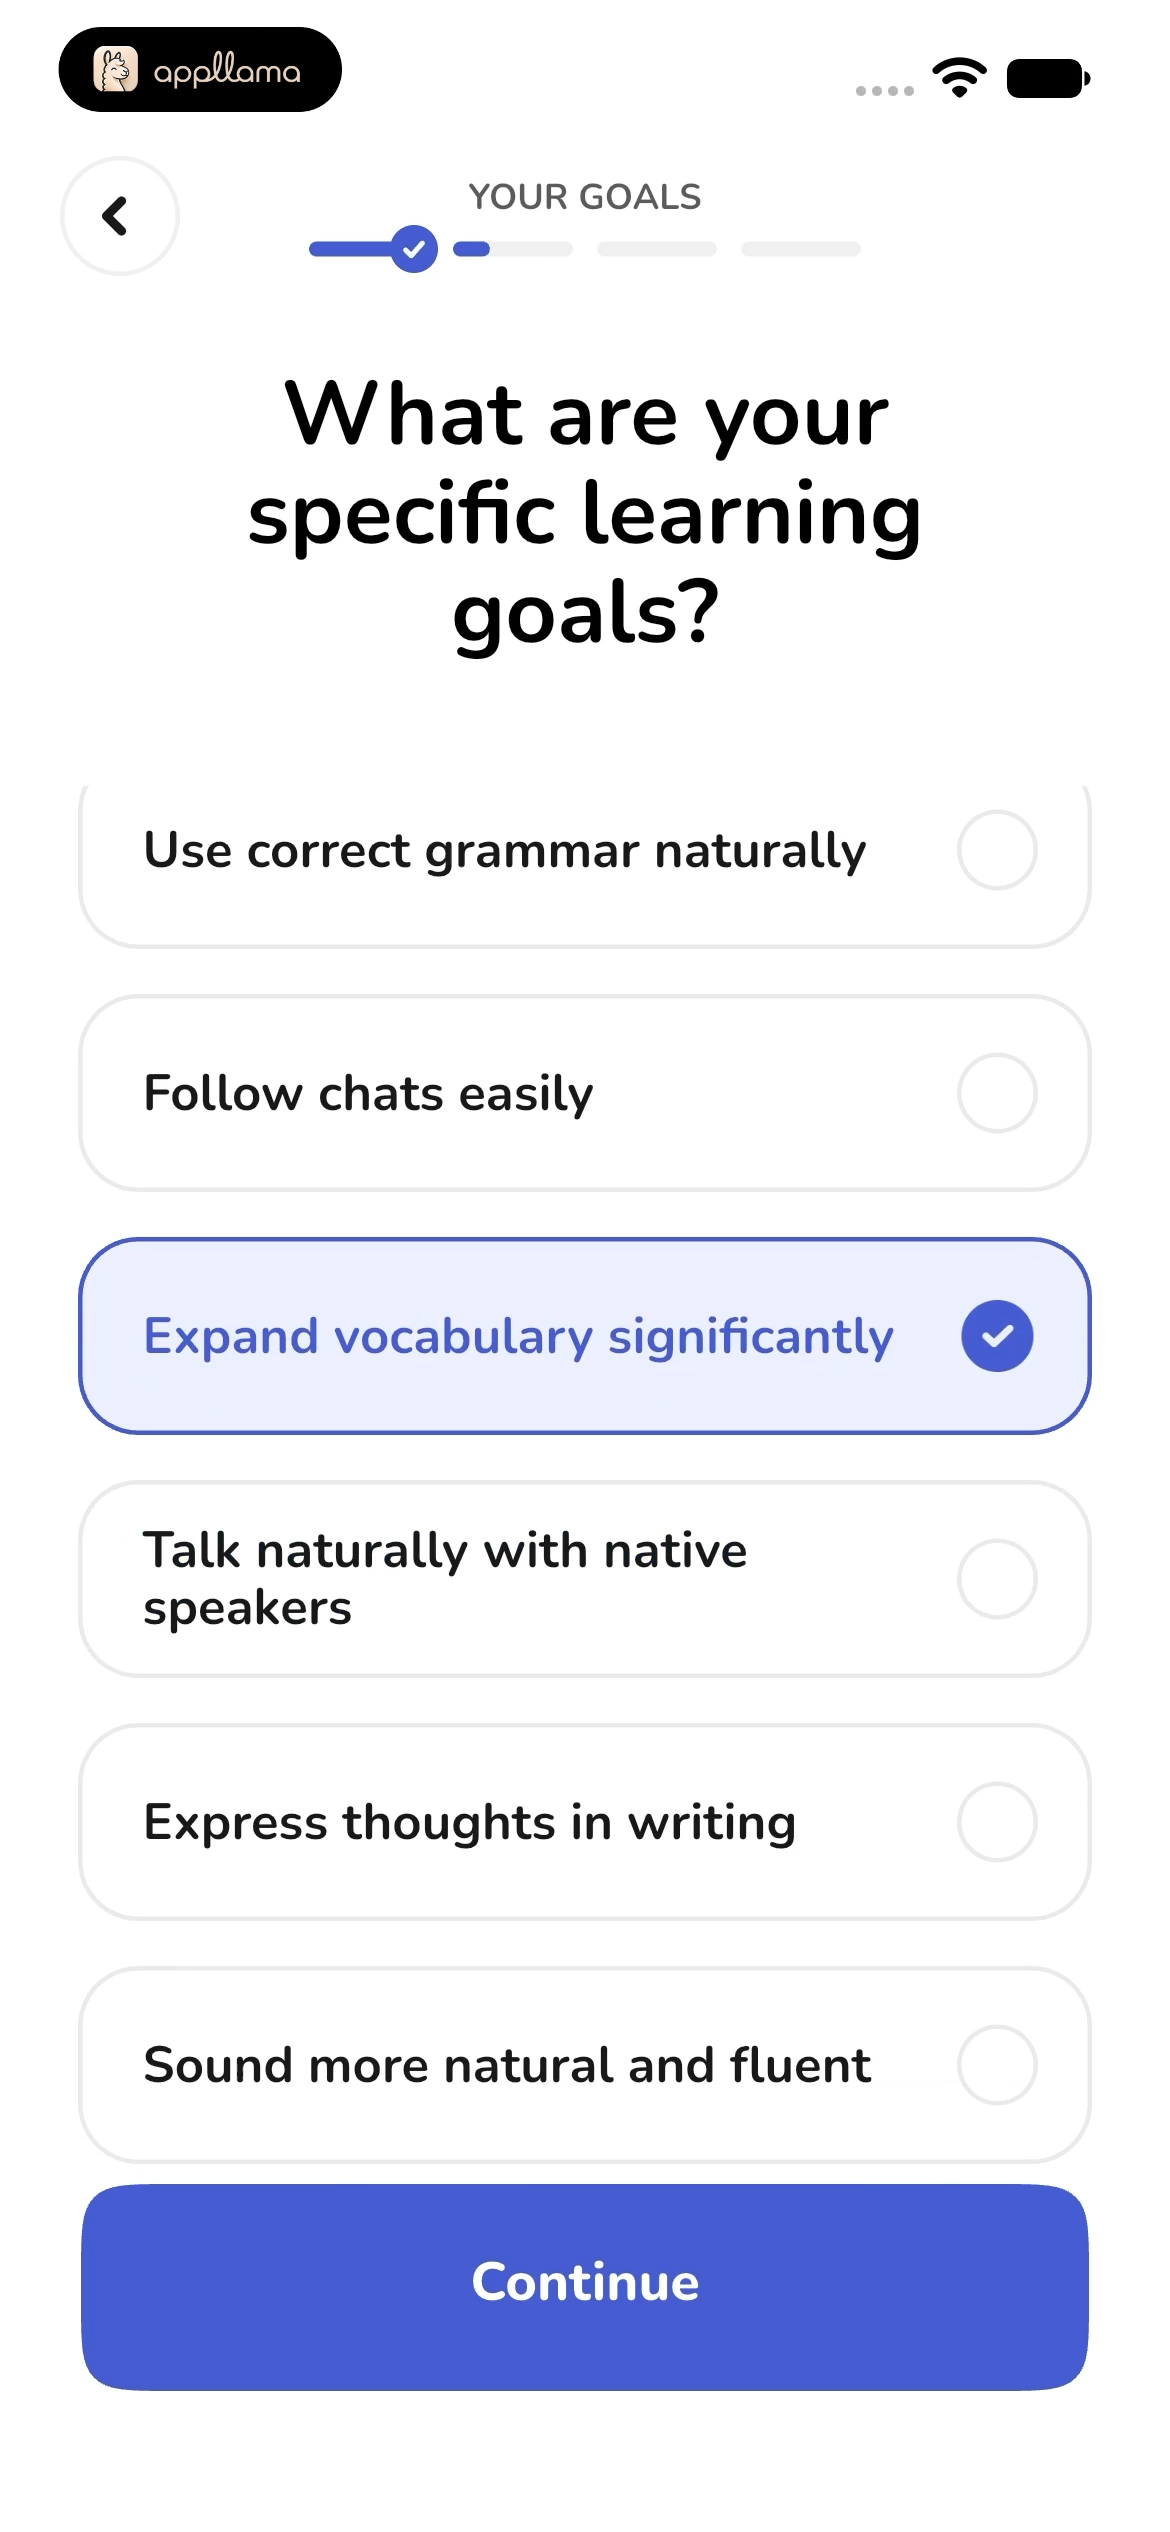 appllama
YOUR GOALS
What are your
specific learning
goals?
Use correct grammar naturally
Follow chats easily
Expand vocabulary significantly
Talk naturally with native
speakers
Express thoughts in writing
Sound more natural and fluent
Continue